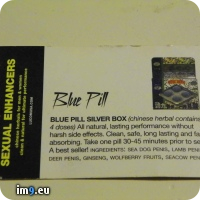 SEXUAL ENHANCERS
Blue Pill
BLUE PILL SILVER BOX (chinese herbal contains
4 doses) All natural, lasting performance without
harsh side effects. Clean, safe, long lasting and fa
absorbing. Take one pill 30-45 minutes prior to se
A best seller! INGREDIENTS: SEA DOG PENIS, LAMB PENI
DEER PENIS, GINSENG, WOLFBERRY FRUITS, SEACOW PEN
im9.eu